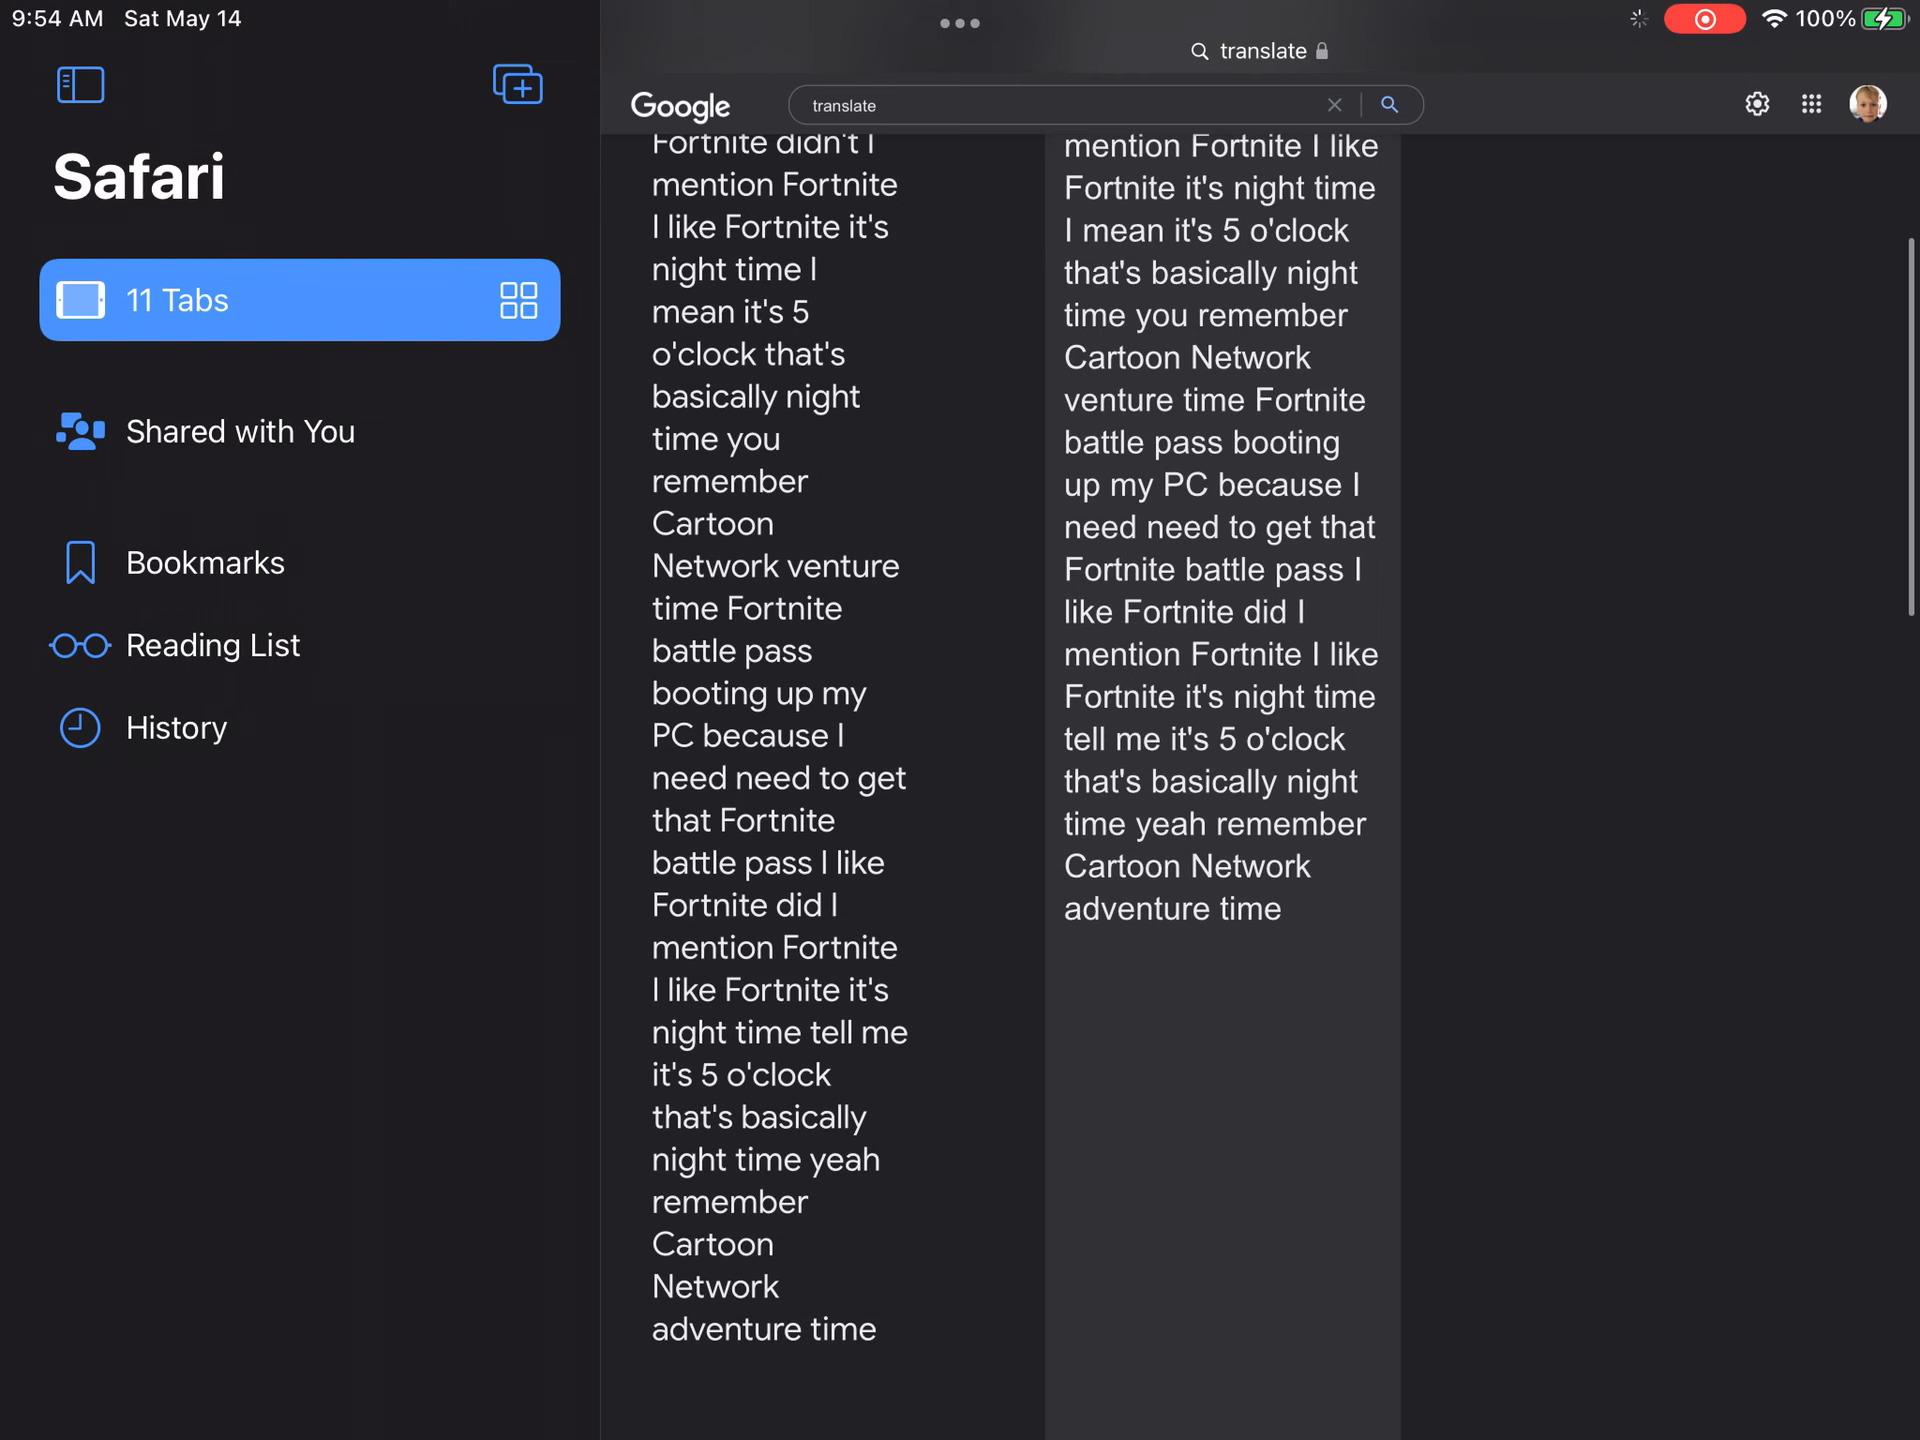 9:54 AM Sat May 14
100%
translate
Safari
11 Tabs
Shared with You
Bookmarks
Reading List
History
Google
translate
Fortnite didn't I
mention Fortnite
I like Fortnite it's
night time I
mean it's 5
o'clock that's
basically night
time you
remember
Cartoon
Network venture
time Fortnite
battle pass
booting up my
PC because I
need need to get
that Fortnite
battle pass I like
Fortnite did I
mention Fortnite
I like Fortnite it's
night time tell me
it's 5 o'clock
that's basically
night time yeah
remember
Cartoon
Network
adventure time
mention Fortnite I like
Fortnite it's night time
I mean it's 5 o'clock
that's basically night
time you remember
Cartoon Network
venture time Fortnite
battle pass booting
up my PC because I
need need to get that
Fortnite battle pass I
like Fortnite did I
mention Fortnite I like
Fortnite it's night time
tell me it's 5 o'clock
that's basically night
time yeah remember
Cartoon Network
adventure time